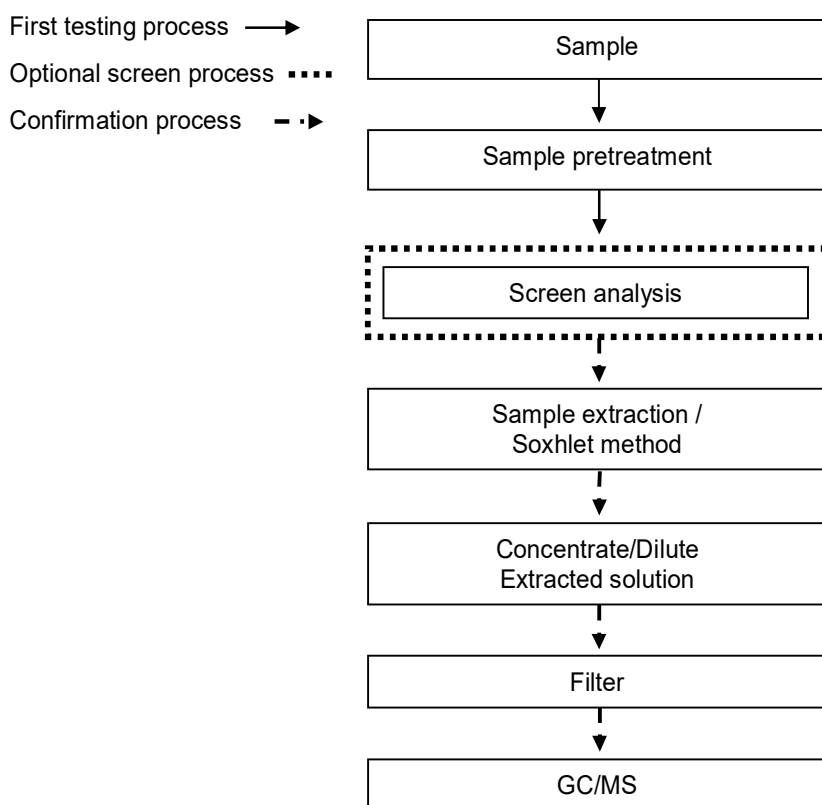 First testing process
Optional screen process
Confirmation process
Sample
Sample pretreatment
Screen analysis
Sample extraction /
Soxhlet method
Concentrate/Dilute
Extracted solution
Filter
GC/MS